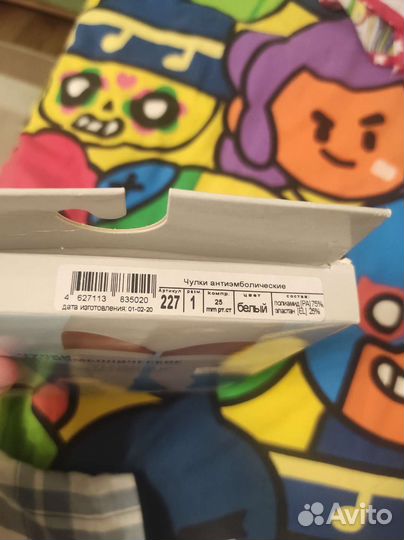 Чулки антиэмболические
Артикул 227
разм 1
компр. 25 mm рт.ст
цвет белый
состав: полиамид [PA] 75% эластан [EL] 25%
4 627113 835020
дата изготовления: 01-02-20
Avito